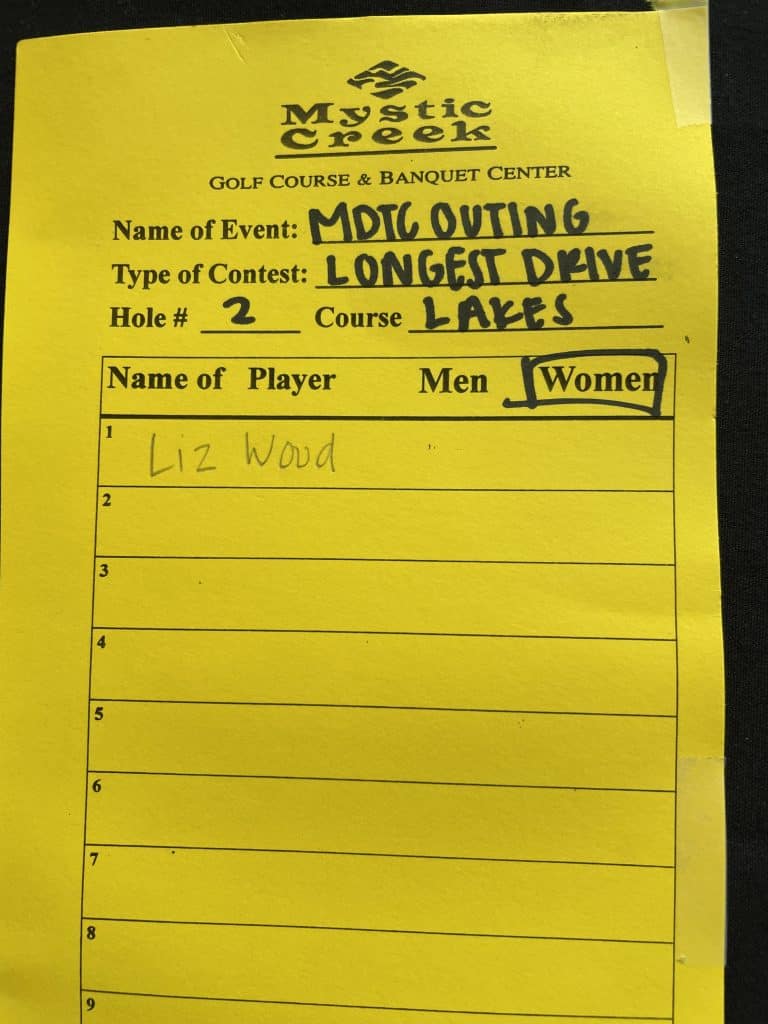 Mystic
Creek
GOLF COURSE & BANQUET CENTER
Name of Event: MDTC OUTING
Type of Contest: LONGEST DRIVE
Hole # 2 Course LAKES
Name of Player Men Women
1 Liz Wood
2
3
4
5
6
7
8
9